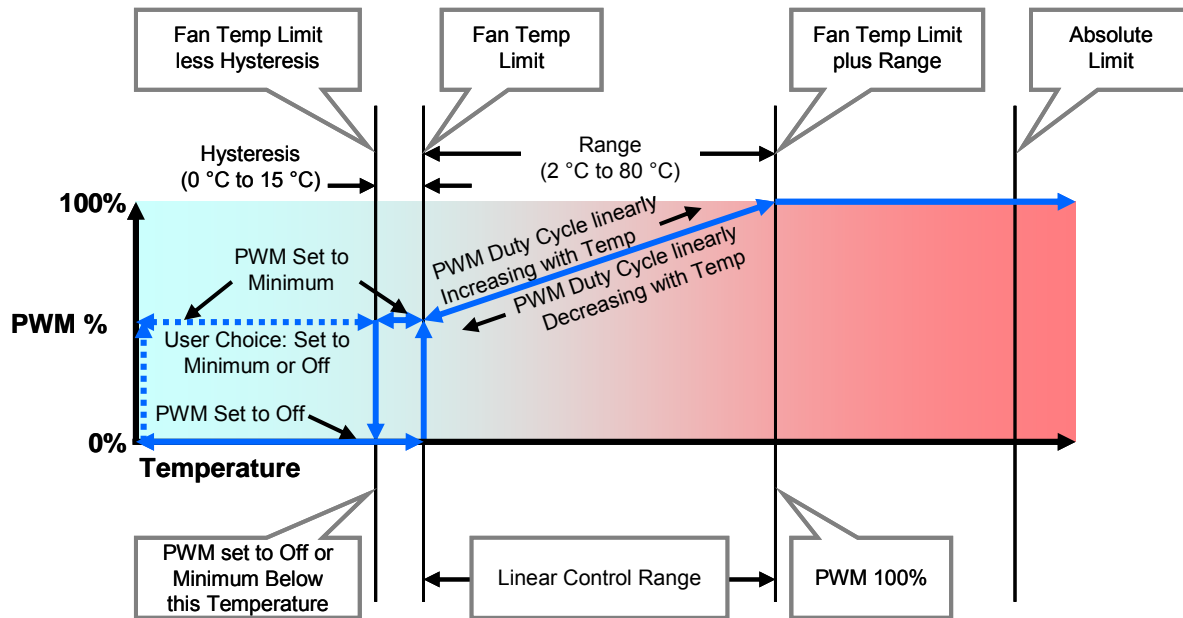 Fan Temp Limit
less Hysteresis
Fan Temp
Limit
Fan Temp Limit
plus Range
Absolute
Limit
Hysteresis
(0 °C to 15 °C)
Range
(2 °C to 80 °C)
100%
PWM Duty Cycle linearly
Increasing with Temp
PWM Duty Cycle linearly
Decreasing with Temp
PWM Set to
Minimum
PWM %
User Choice: Set to
Minimum or Off
PWM Set to Off
0%
Temperature
PWM set to Off or
Minimum Below
this Temperature
Linear Control Range
PWM 100%